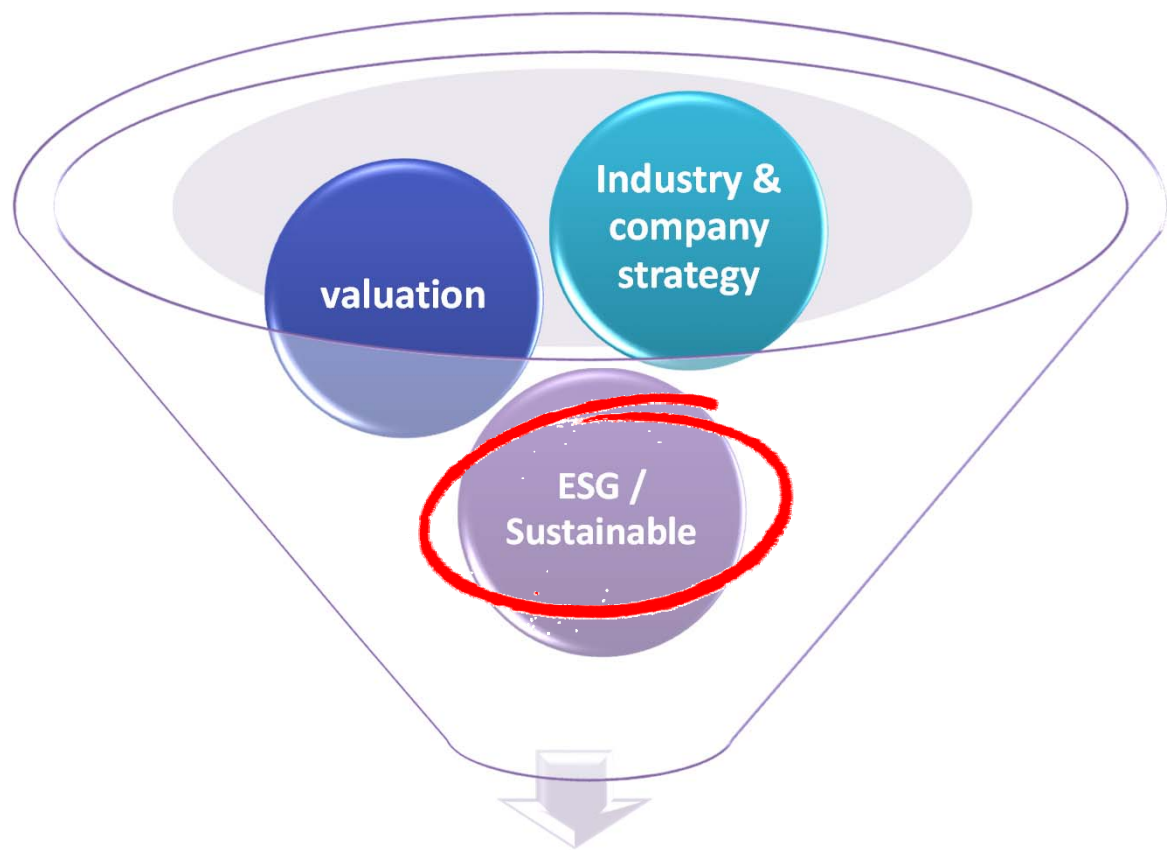 Industry &
company
strategy
valuation
ESG /
Sustainable